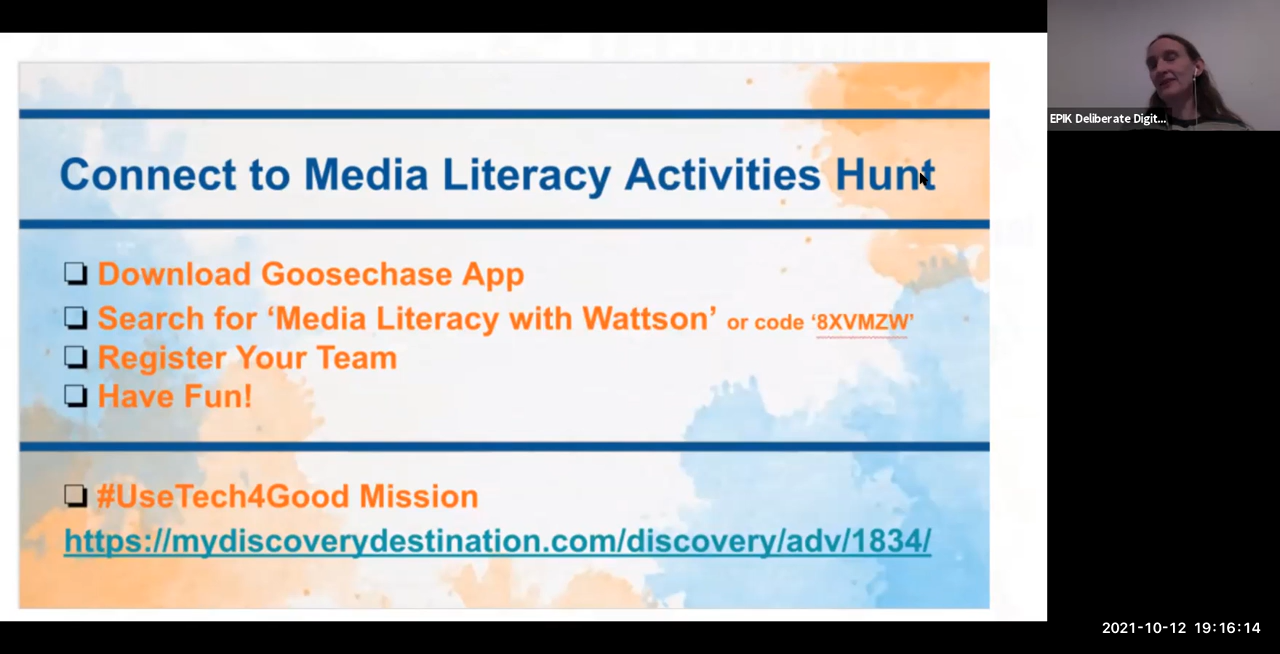 Connect to Media Literacy Activities Hunt
Download Goosechase App
Search for ‘Media Literacy with Wattson’ or code ‘8XVMZW’
Register Your Team
Have Fun!
#UseTech4Good Mission
https://mydiscoverydestination.com/discovery/adv/1834/
EPIK Deliberate Digit...
2021-10-12 19:16:14